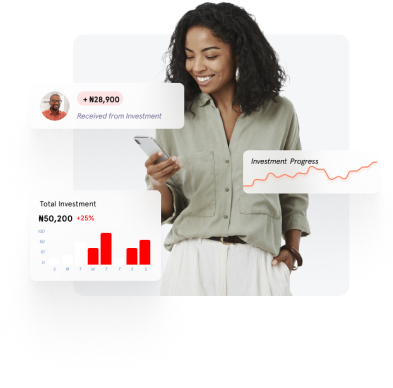 + ₦28,900
Received from Investment
Investment Progress
Total Investment
₦50,200 +25%